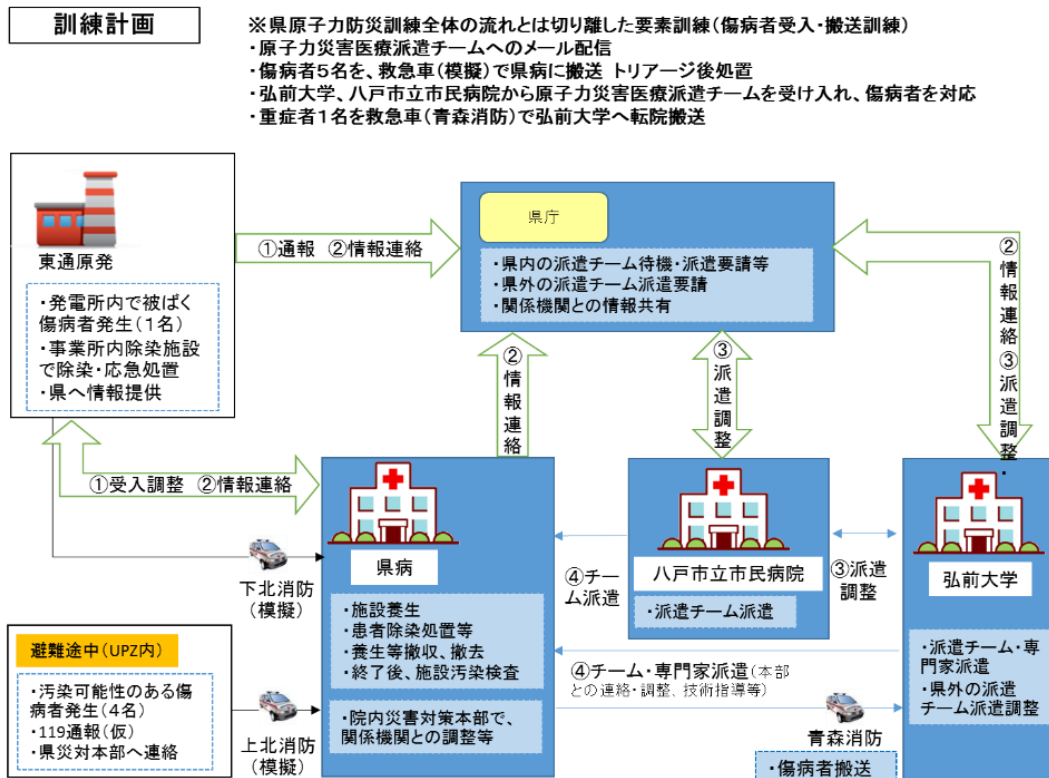 訓練計画
※県原子力防災訓練全体の流れとは切り離した要素訓練（傷病者受入・搬送訓練）
・原子力災害医療派遣チームへのメール配信
・傷病者５名を、救急車（模擬）で県病に搬送 トリアージ後処置
・弘前大学、八戸市立市民病院から原子力災害医療派遣チームを受け入れ、傷病者を対応
・重症者１名を救急車（青森消防）で弘前大学へ転院搬送
東通原発
・発電所内で被ばく
傷病者発生（１名）
・事業所内除染施設
で除染・応急処置
・県へ情報提供
①通報 ②情報連絡
県庁
・県内の派遣チーム待機・派遣要請等
・県外の派遣チーム派遣要請
・関係機関との情報共有
②情報連絡③派遣調整・
②情報連絡
③派遣調整
①受入調整 ②情報連絡
県病
・施設養生
・患者除染処置等
・養生等撤収、撤去
・終了後、施設汚染検査
・院内災害対策本部で、
関係機関との調整等
下北消防
（模擬）
④チー
ム派遣
八戸市立市民病院
・派遣チーム派遣
③派遣
調整
弘前大学
・派遣チーム・専
門家派遣
・県外の派遣
チーム派遣調整
避難途中（UPZ内）
・汚染可能性のある傷
病者発生（４名）
・119通報（仮）
・県災対本部へ連絡
上北消防
（模擬）
④チーム・専門家派遣（本部
との連絡・調整、技術指導等）
青森消防
・傷病者搬送